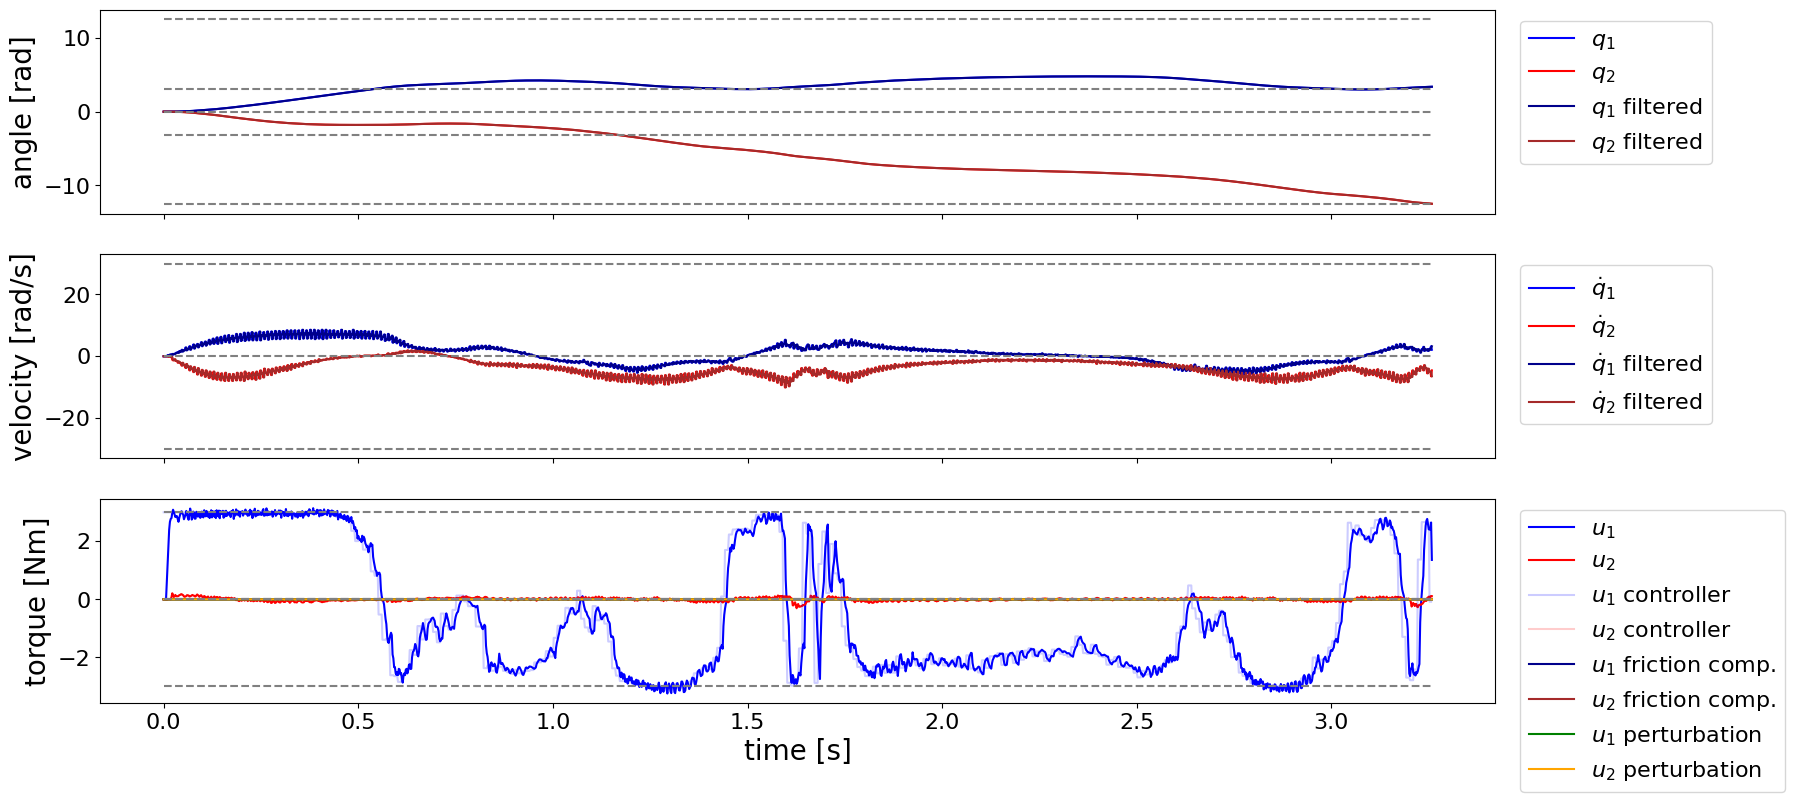 angle [rad]
10
0
−10
q₁
q₂
q₁ filtered
q₂ filtered
velocity [rad/s]
20
0
−20
q̇₁
q̇₂
q̇₁ filtered
q̇₂ filtered
torque [Nm]
2
0
−2
0.0 0.5 1.0 1.5 2.0 2.5 3.0
time [s]
u₁
u₂
u₁ controller
u₂ controller
u₁ friction comp.
u₂ friction comp.
u₁ perturbation
u₂ perturbation